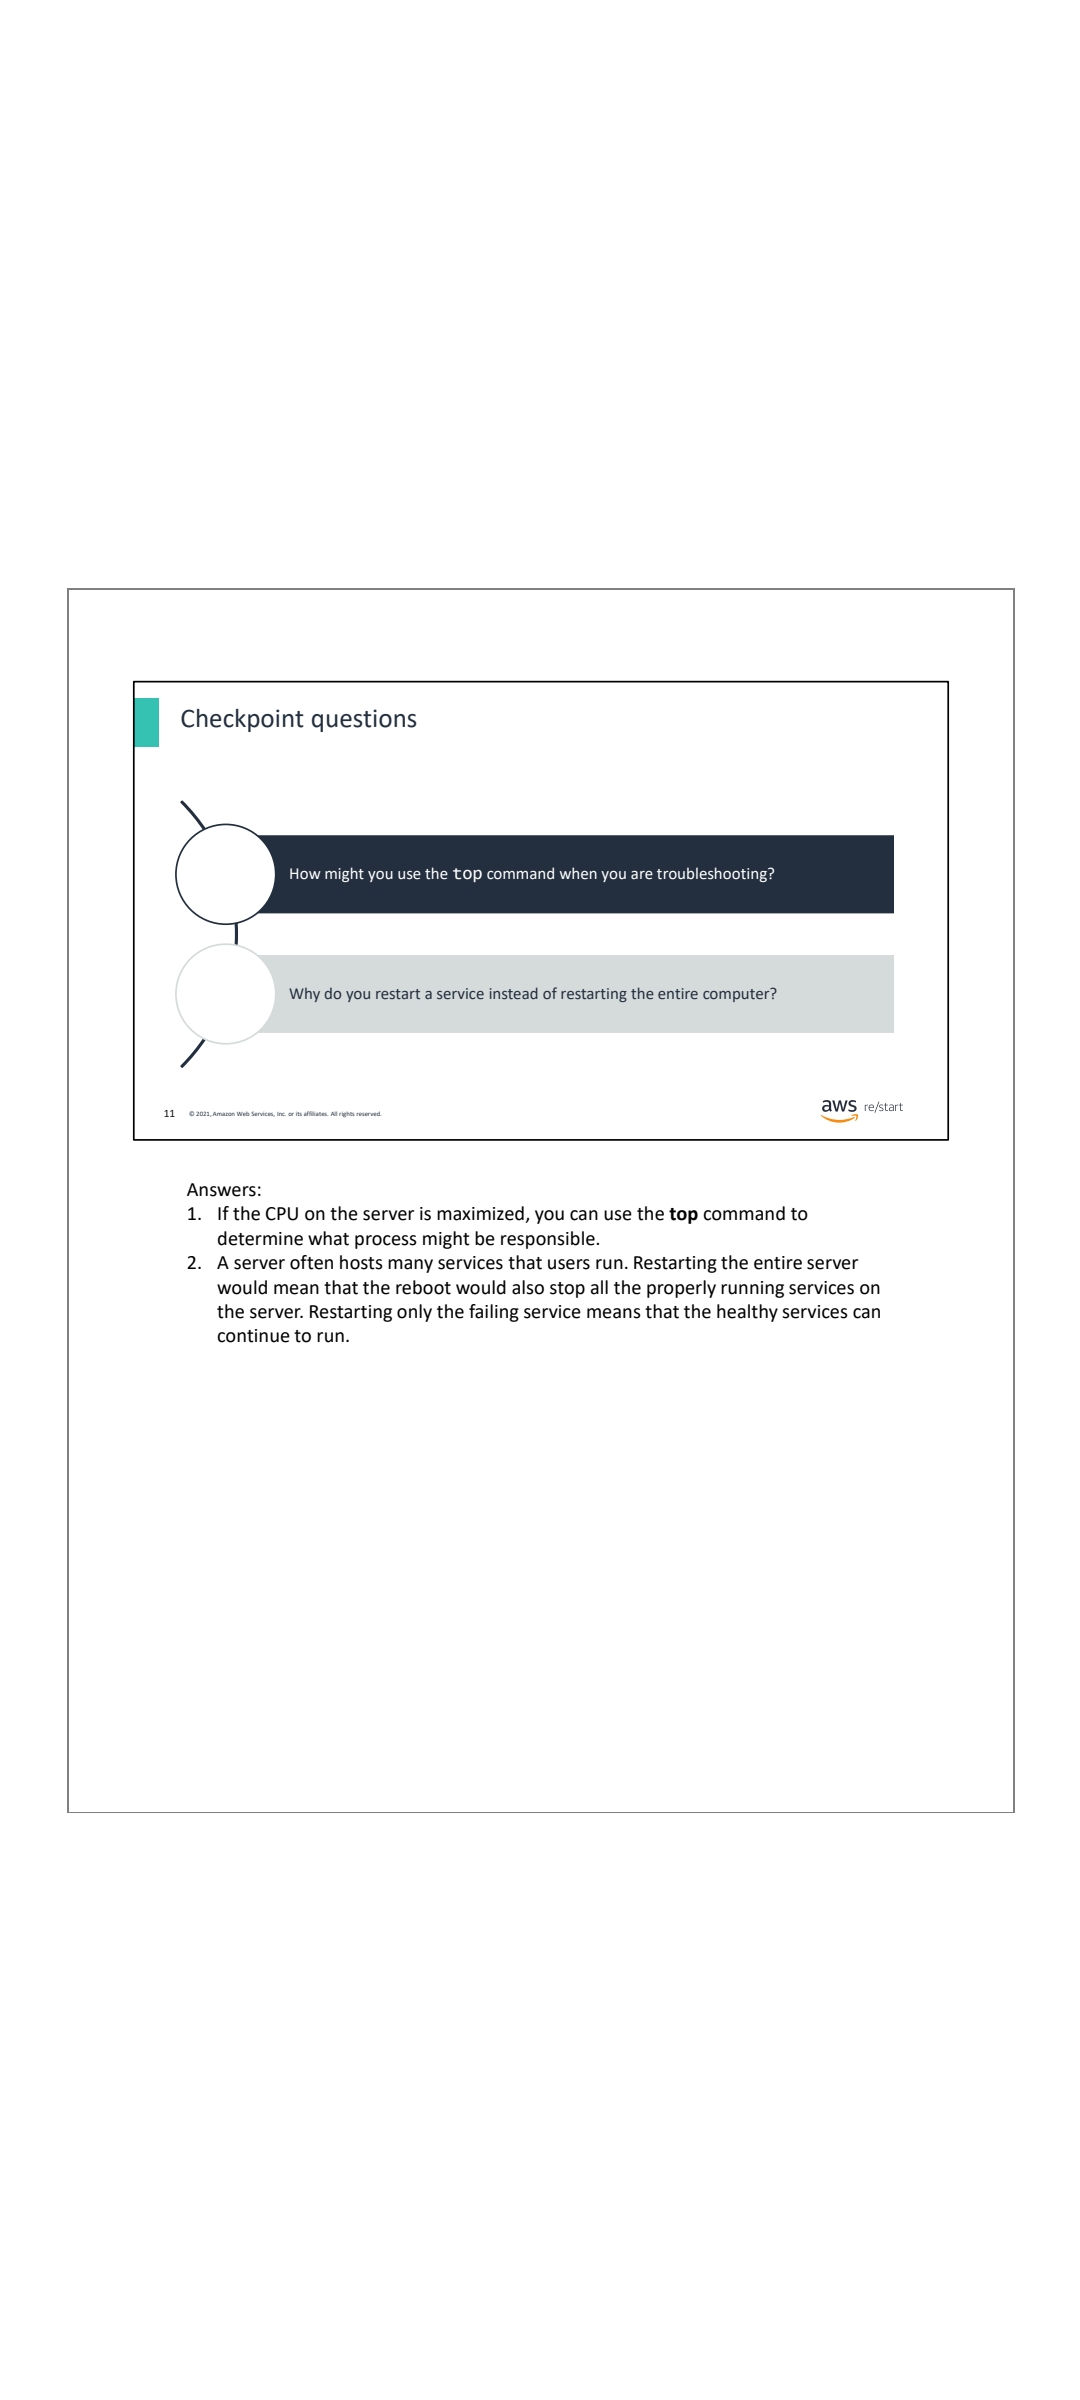 Checkpoint questions
How might you use the top command when you are troubleshooting?
Why do you restart a service instead of restarting the entire computer?
11 © 2021, Amazon Web Services, Inc. or its affiliates. All rights reserved.
aws re/start
Answers:
1. If the CPU on the server is maximized, you can use the top command to
determine what process might be responsible.
2. A server often hosts many services that users run. Restarting the entire server
would mean that the reboot would also stop all the properly running services on
the server. Restarting only the failing service means that the healthy services can
continue to run.